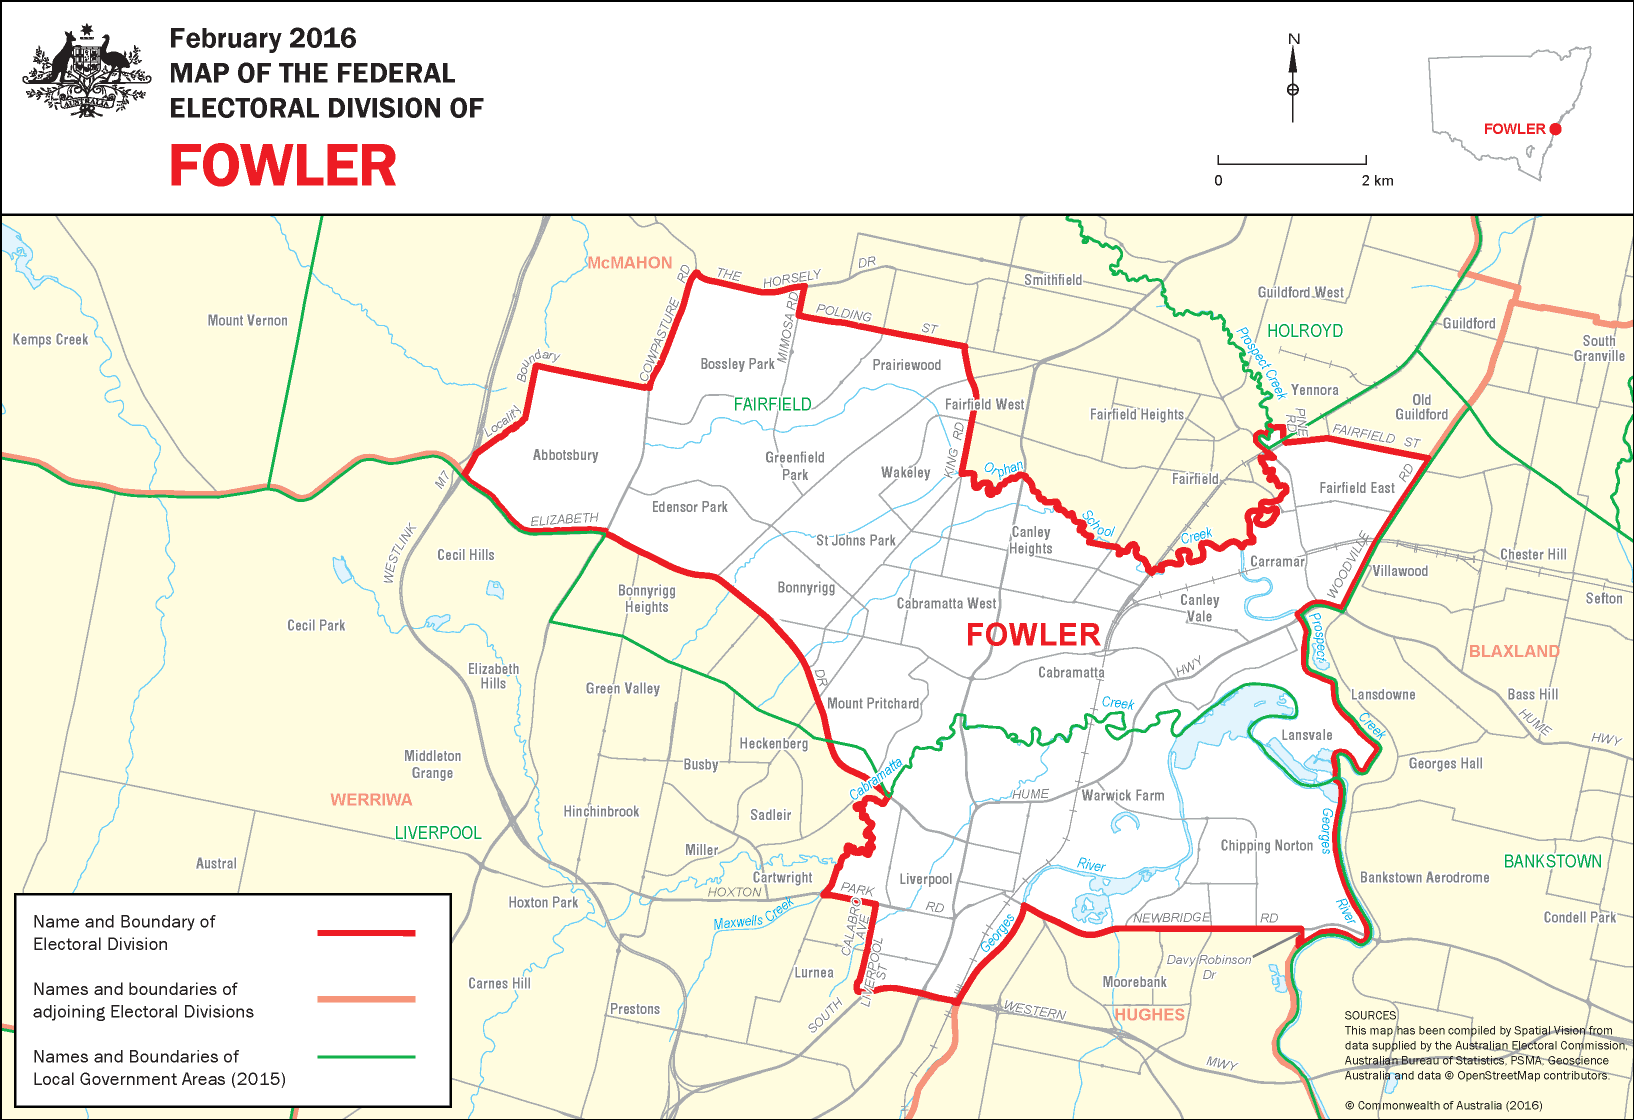 February 2016
MAP OF THE FEDERAL
ELECTORAL DIVISION OF
FOWLER
AUSTRALIA
N
0
2 km
FOWLER
McMAHON
COWPASTURE
RD
THE
HORSELY
DR
Smithfield
Guildford West
HOLROYD
Guildford
South
Granville
Kemps Creek
Mount Vernon
Boundary
Locality
Bossley Park
MIMOSA RD
POLDING
ST
Prairiewood
Prospect Creek
Yennora
Old
Guildford
FAIRFIELD
Fairfield West
Fairfield Heights
PINE
RD
FAIRFIELD ST
Abbotsbury
Greenfield
Park
Wakeley
KING RD
Orphan
School
Creek
Fairfield
Fairfield East
RD
M7
WESTLINK
ELIZABETH
Edensor Park
St Johns Park
Canley
Heights
Cecil Hills
Carramar
WOODVILLE
Villawood
Chester Hill
Sefton
Bonnyrigg
Heights
Bonnyrigg
Cabramatta West
Canley
Vale
Cecil Park
FOWLER
Prospect
Creek
BLAXLAND
Elizabeth
Hills
Green Valley
DR
Mount Pritchard
Cabramatta
HWY
Lansdowne
Bass Hill
HUME
HWY
Creek
Lansvale
Heckenberg
Middleton
Grange
Busby
Cabramatta
Georges Hall
WERRIWA
LIVERPOOL
Hinchinbrook
Sadleir
HUME
Warwick Farm
Georges
River
Austral
Miller
Cartwright
Chipping Norton
BANKSTOWN
River
Hoxton Park
HOXTON
PARK
RD
Liverpool
Bankstown Aerodrome
Maxwells Creek
CALABRO
AVE
LIVERPOOL
ST
Georges
NEWBRIDGE
RD
Condell Park
Davy Robinson
Dr
Carnes Hill
Lurnea
Moorebank
Prestons
SOUTH
WESTERN
MWY
HUGHES
Name and Boundary of
Electoral Division
Names and boundaries of
adjoining Electoral Divisions
Names and Boundaries of
Local Government Areas (2015)
SOURCES
This map has been compiled by Spatial Vision from
data supplied by the Australian Electoral Commission,
Australian Bureau of Statistics, PSMA, Geoscience
Australia and data © OpenStreetMap contributors.
© Commonwealth of Australia (2016)